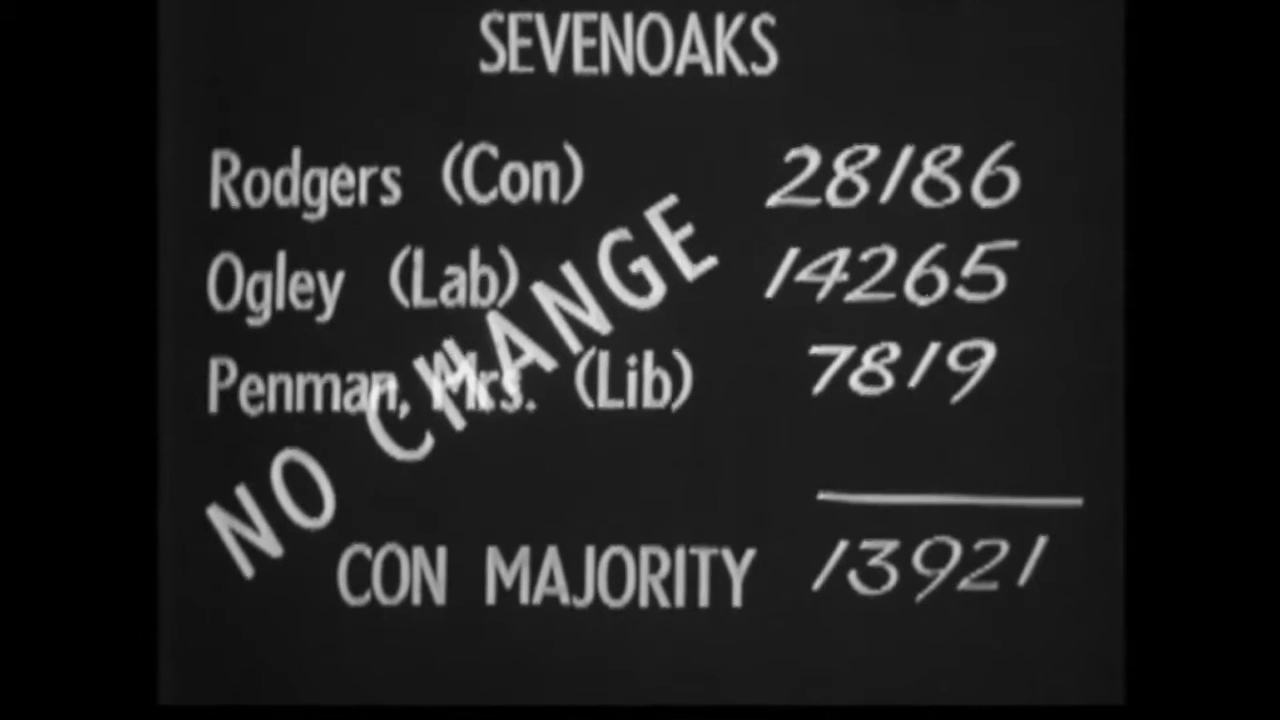 SEVENOAKS
Rodgers (Con) 28186
Ogley (Lab) 14265
Penman, Mrs. (Lib) 7819
NO CHANGE
CON MAJORITY 13921